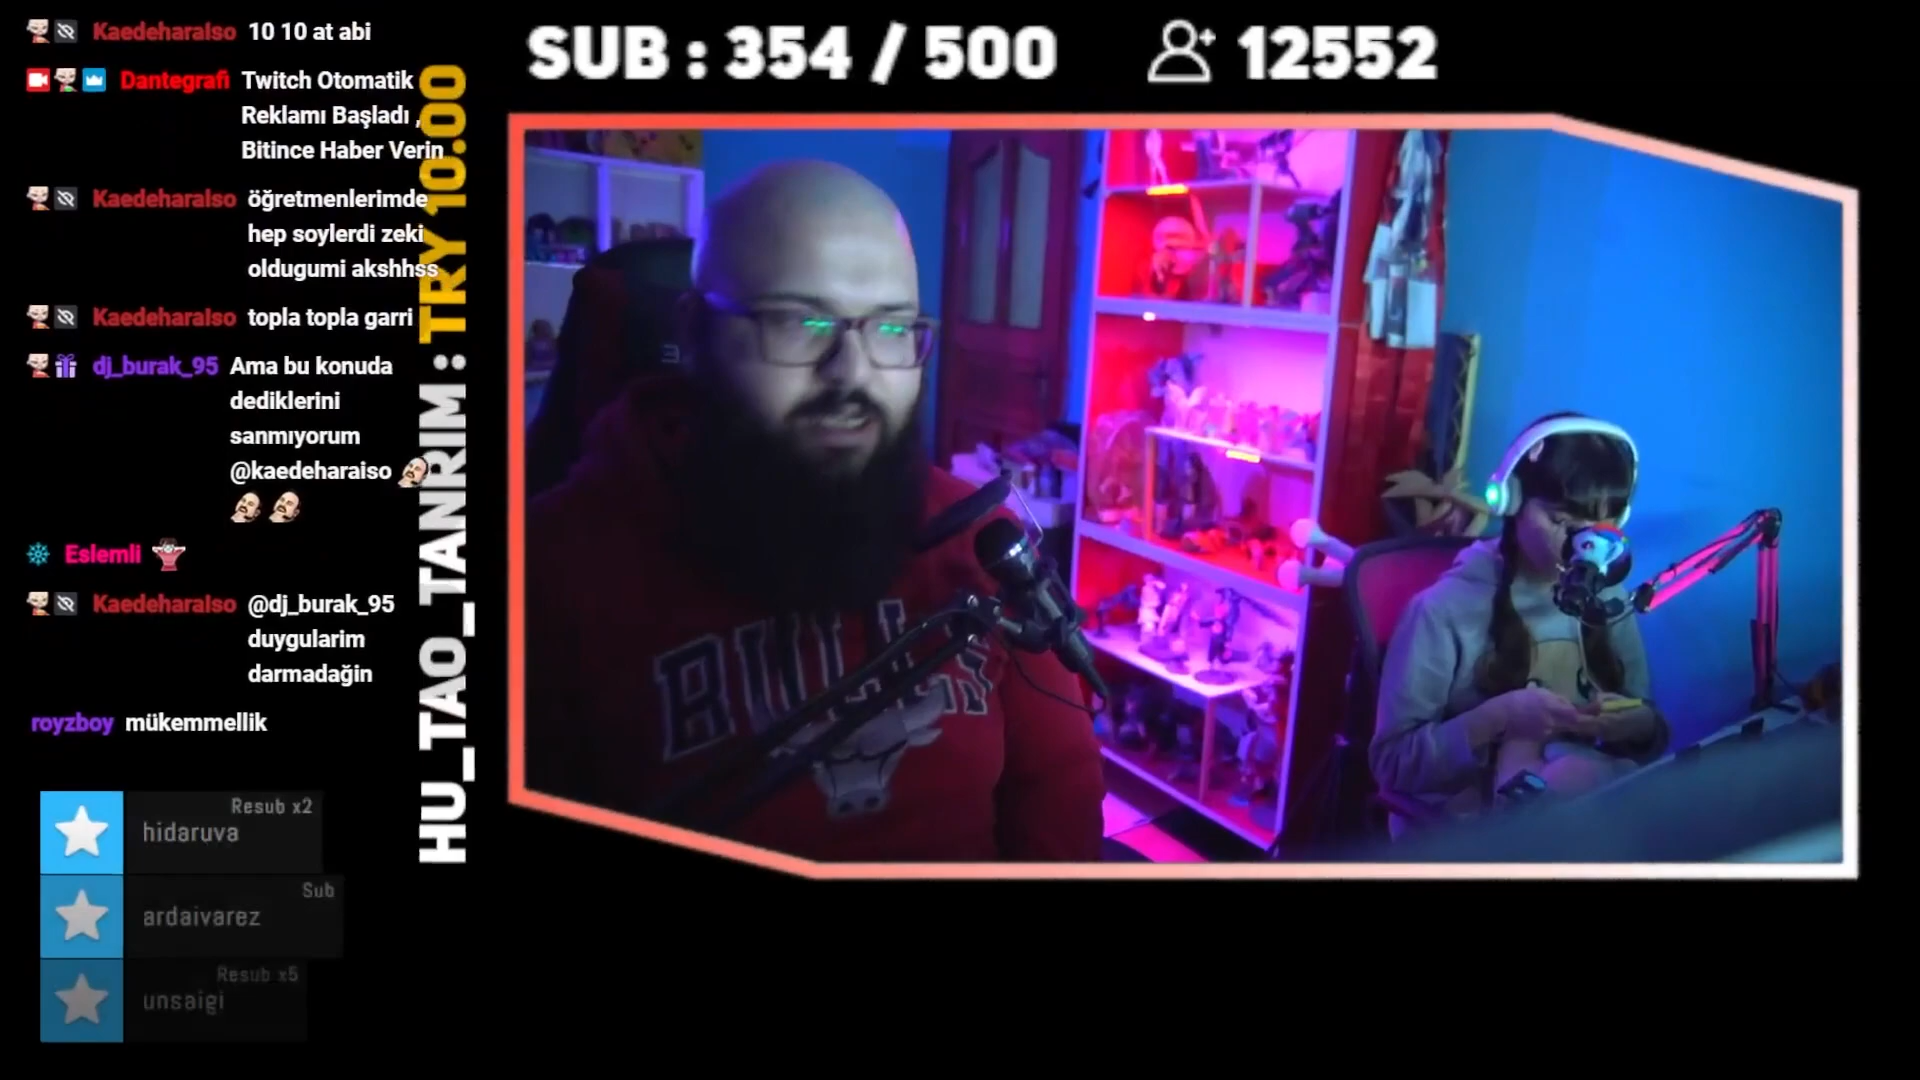 Kaedeharaiso 10 10 at abi
Dantegrafi Twitch Otomatik
Reklamı Başladı ,
Bitince Haber Verin
Kaedeharaiso öğretmenlerimde
hep soylerdi zeki
oldugumi akshhss
Kaedeharaiso topla topla garri
dj_burak_95 Ama bu konuda
dediklerini
sanmıyorum
@kaedeharaiso
Eslemli
Kaedeharaiso @dj_burak_95
duygularim
darmadağin
royzboy mükemmellik
Resub x2
hidaruva
Sub
ardaivarez
Resub x5
unsaigi
HU_TAO_TANRIM : TRY 10.00
SUB : 354 / 500
12552
BULLS